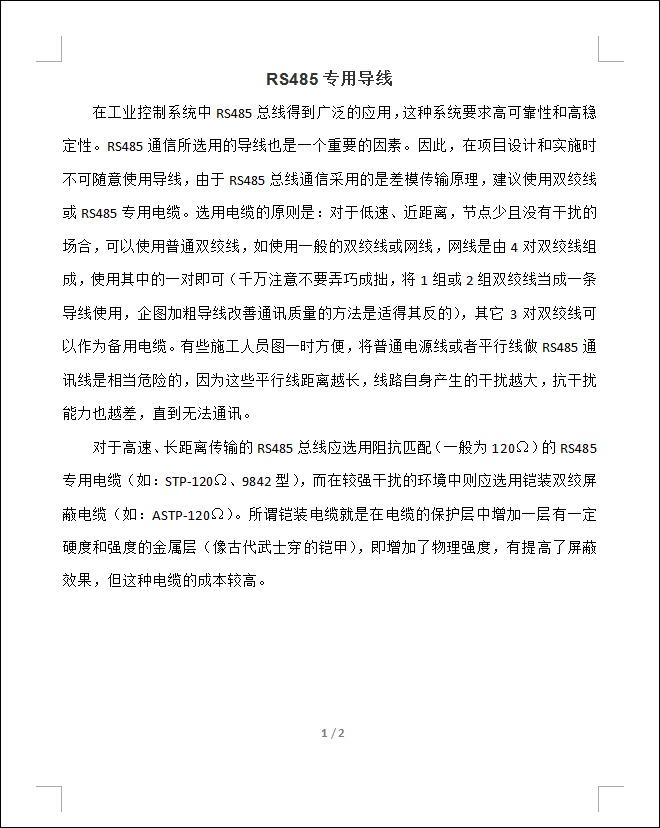 RS485 专用导线
在工业控制系统中 RS485 总线得到广泛的应用，这种系统要求高可靠性和高稳
定性。RS485 通信所选用的导线也是一个重要的因素。因此，在项目设计和实施时
不可随意使用导线，由于 RS485 总线通信采用的是差模传输原理，建议使用双绞线
或 RS485 专用电缆。选用电缆的原则是：对于低速、近距离，节点少且没有干扰的
场合，可以使用普通双绞线，如使用一般的双绞线或网线，网线是由 4 对双绞线组
成，使用其中的一对即可（千万注意不要弄巧成拙，将 1 组或 2 组双绞线当成一条
导线使用，企图加粗导线改善通讯质量的方法是适得其反的），其它 3 对双绞线可
以作为备用电缆。有些施工人员图一时方便，将普通电源线或者平行线做 RS485 通
讯线是相当危险的，因为这些平行线距离越长，线路自身产生的干扰越大，抗干扰
能力也越差，直到无法通讯。
对于高速、长距离传输的 RS485 总线应选用阻抗匹配（一般为 120Ω）的 RS485
专用电缆（如：STP-120Ω、9842 型），而在较强干扰的环境中则应选用铠装双绞屏
蔽电缆（如：ASTP-120Ω）。所谓铠装电缆就是在电缆的保护层中增加一层有一定
硬度和强度的金属层（像古代武士穿的铠甲），即增加了物理强度，有提高了屏蔽
效果，但这种电缆的成本较高。
1 / 2